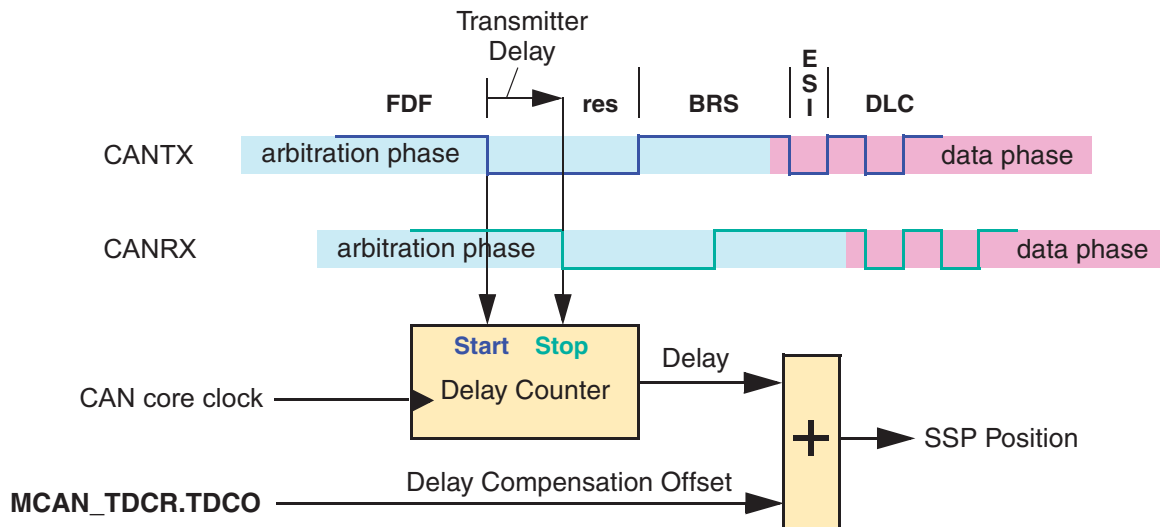 Transmitter
Delay
E
S
I
FDF
res
BRS
DLC
CANTX
arbitration phase
data phase
CANRX
arbitration phase
data phase
Start
Stop
Delay
CAN core clock
Delay Counter
+
SSP Position
Delay Compensation Offset
MCAN_TDCR.TDCO